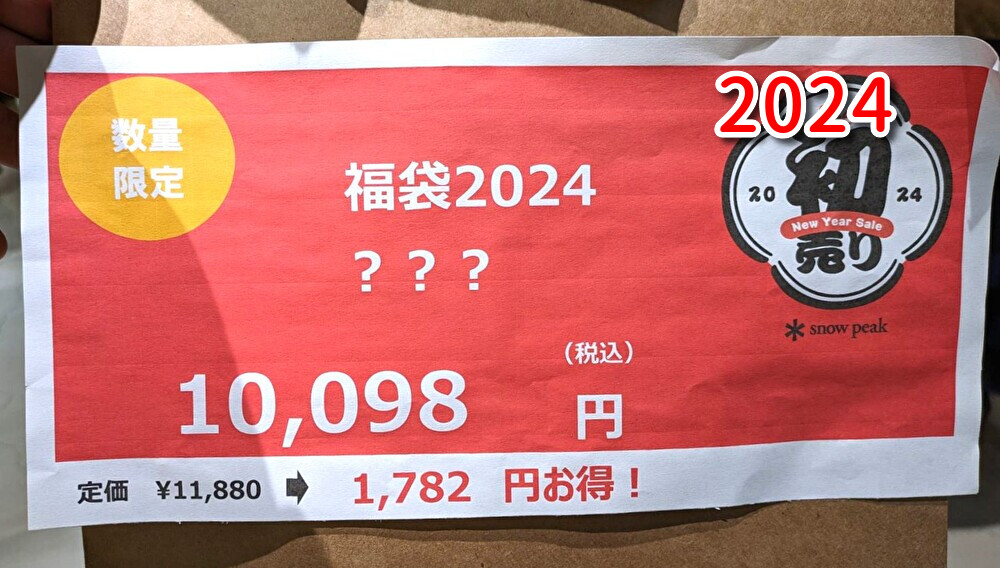 2024
数量
限定
福袋2024
？？？
初
20 24
New Year Sale
売り
snow peak
（税込）
10,098 円
定価 ¥11,880 ➡ 1,782 円お得！